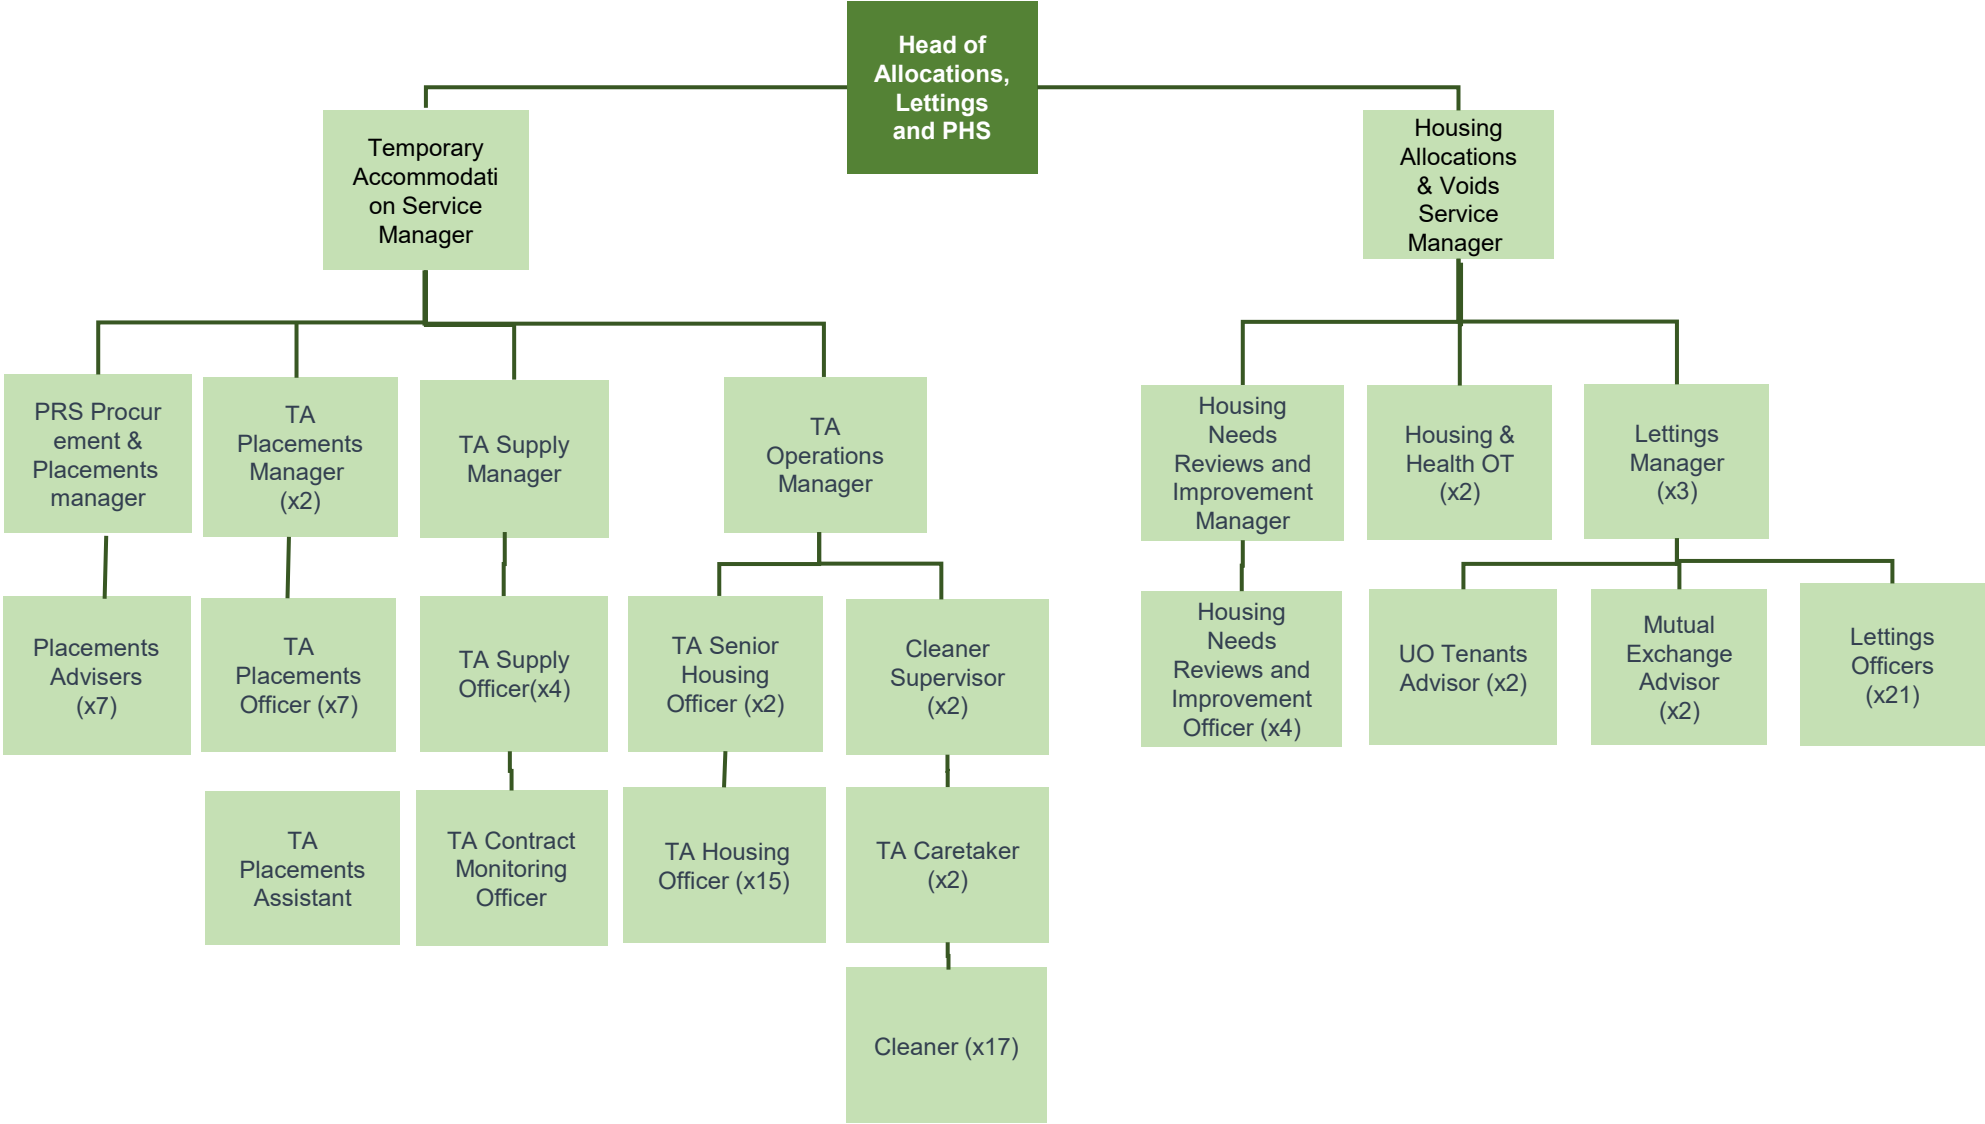 Head of
Allocations,
Lettings
and PHS
Temporary
Accommodati
on Service
Manager
Housing
Allocations
& Voids
Service
Manager
PRS Procur
ement &
Placements
manager
TA
Placements
Manager
(x2)
TA Supply
Manager
TA
Operations
Manager
Housing
Needs
Reviews and
Improvement
Manager
Housing &
Health OT
(x2)
Lettings
Manager
(x3)
Placements
Advisers
(x7)
TA
Placements
Officer (x7)
TA Supply
Officer(x4)
TA Senior
Housing
Officer (x2)
Cleaner
Supervisor
(x2)
Housing
Needs
Reviews and
Improvement
Officer (x4)
UO Tenants
Advisor (x2)
Mutual
Exchange
Advisor
(x2)
Lettings
Officers
(x21)
TA
Placements
Assistant
TA Contract
Monitoring
Officer
TA Housing
Officer (x15)
TA Caretaker
(x2)
Cleaner (x17)